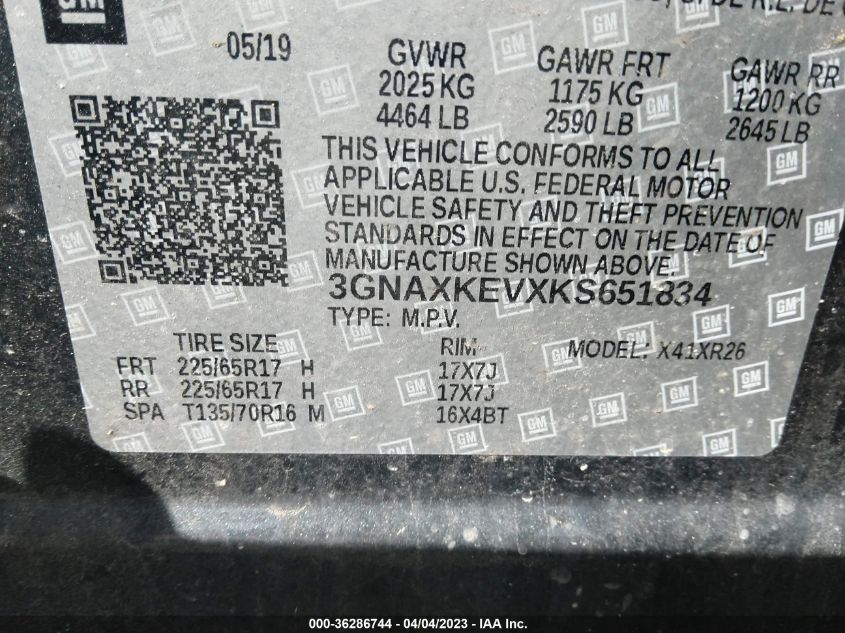 GM
DE R.L. DE
05/19
GVWR GAWR FRT GAWR RR
2025 KG 1175 KG 1200 KG
4464 LB 2590 LB 2645 LB
THIS VEHICLE CONFORMS TO ALL
APPLICABLE U.S. FEDERAL MOTOR
VEHICLE SAFETY AND THEFT PREVENTION
STANDARDS IN EFFECT ON THE DATE OF
MANUFACTURE SHOWN ABOVE.
3GNAXKEVXKS651834
TYPE: M.P.V.
TIRE SIZE RIM MODEL: X41XR26
FRT 225/65R17 H 17X7J
RR 225/65R17 H 17X7J
SPA T135/70R16 M 16X4BT
000-36286744 - 04/04/2023 - IAA Inc.